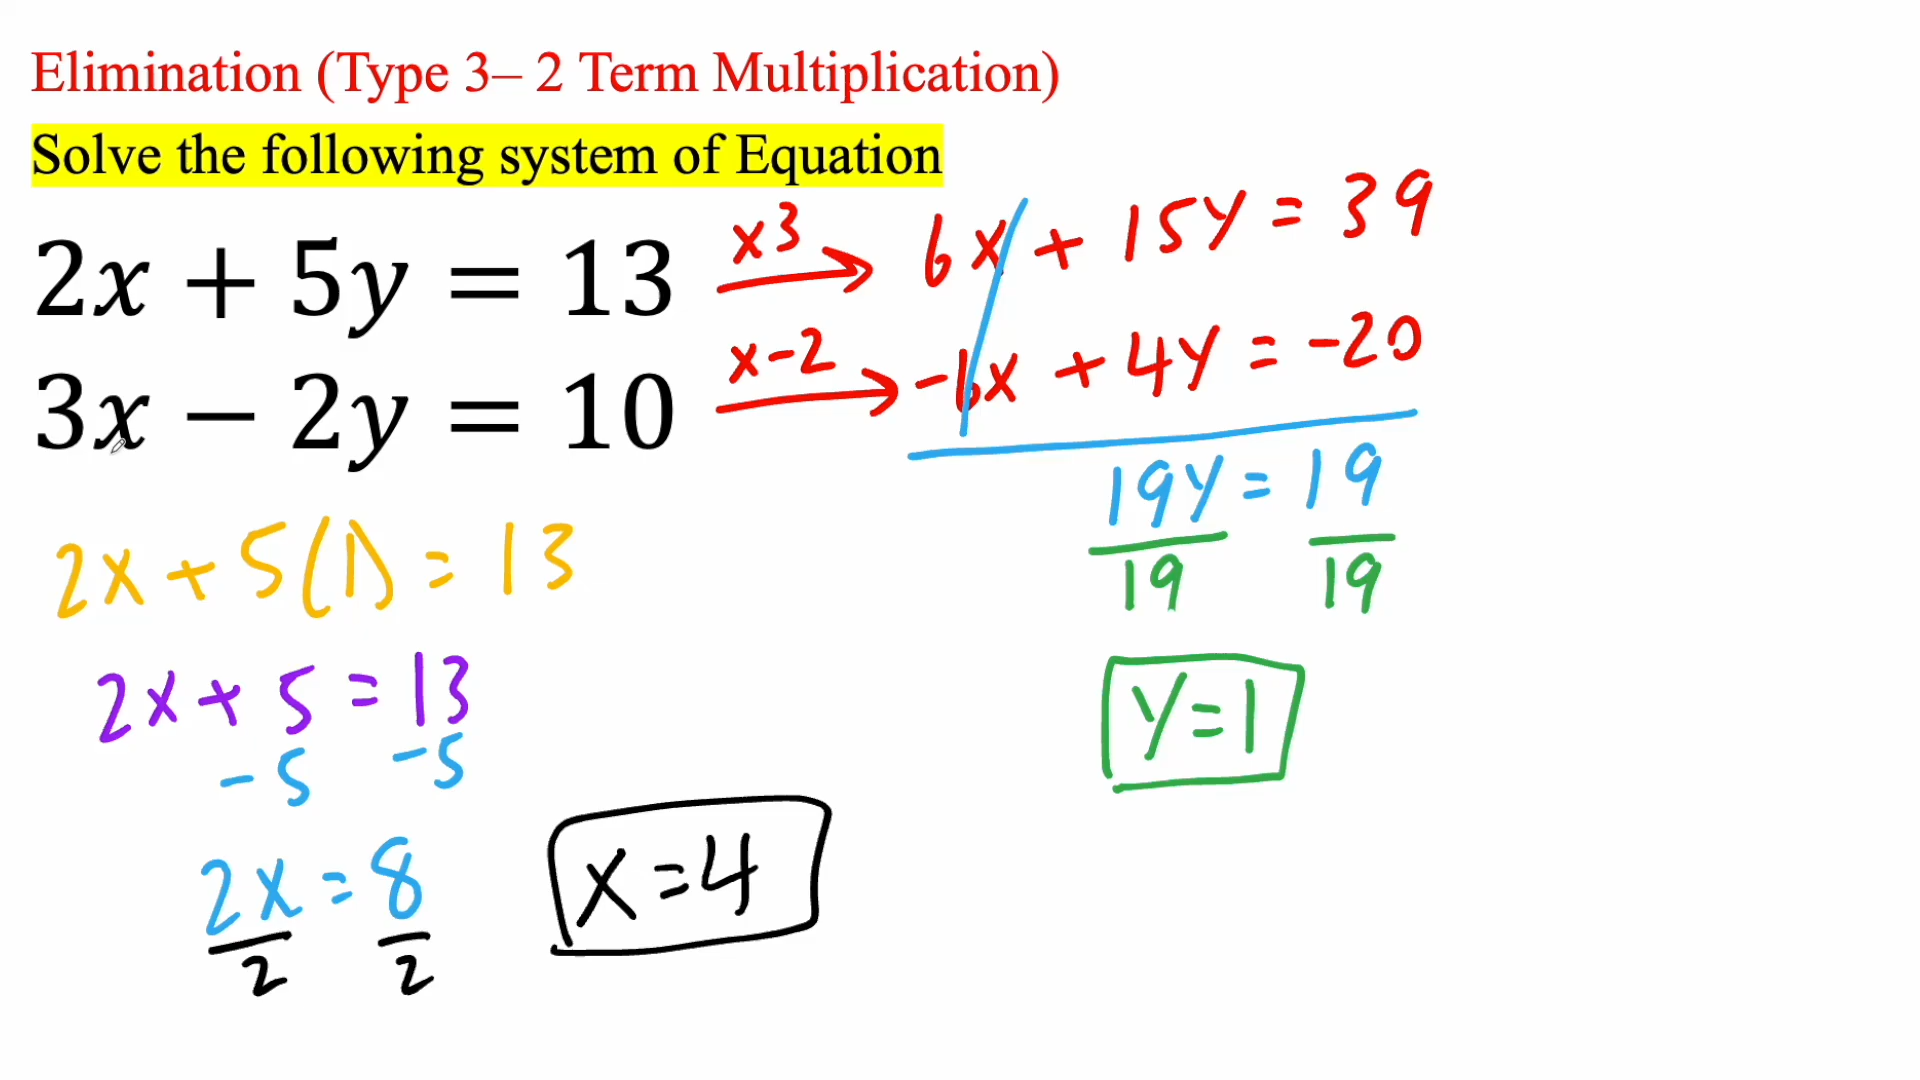 Elimination (Type 3– 2 Term Multiplication)
Solve the following system of Equation
2x + 5y = 13
x3
6x + 15y = 39
3x − 2y = 10
x-2
-6x + 4y = -20
19y = 19
19 19
y = 1
2x + 5(1) = 13
2x + 5 = 13
-5 -5
2x = 8
2 2
x = 4